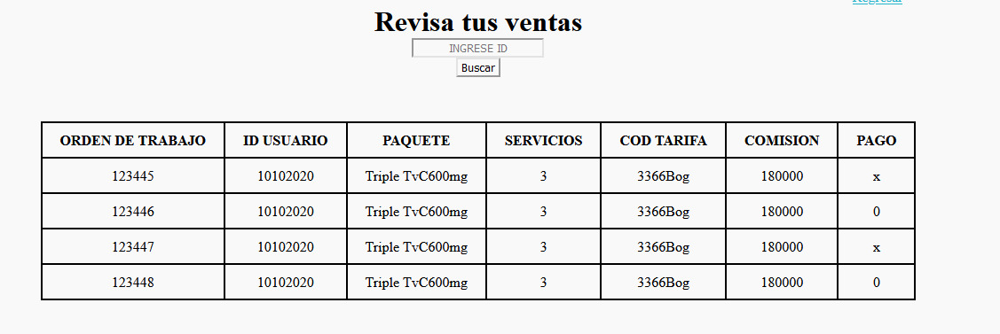 Regresar
Revisa tus ventas
INGRESE ID
Buscar
ORDEN DE TRABAJO ID USUARIO PAQUETE SERVICIOS COD TARIFA COMISION PAGO
123445 10102020 Triple TvC600mg 3 3366Bog 180000 x
123446 10102020 Triple TvC600mg 3 3366Bog 180000 0
123447 10102020 Triple TvC600mg 3 3366Bog 180000 x
123448 10102020 Triple TvC600mg 3 3366Bog 180000 0